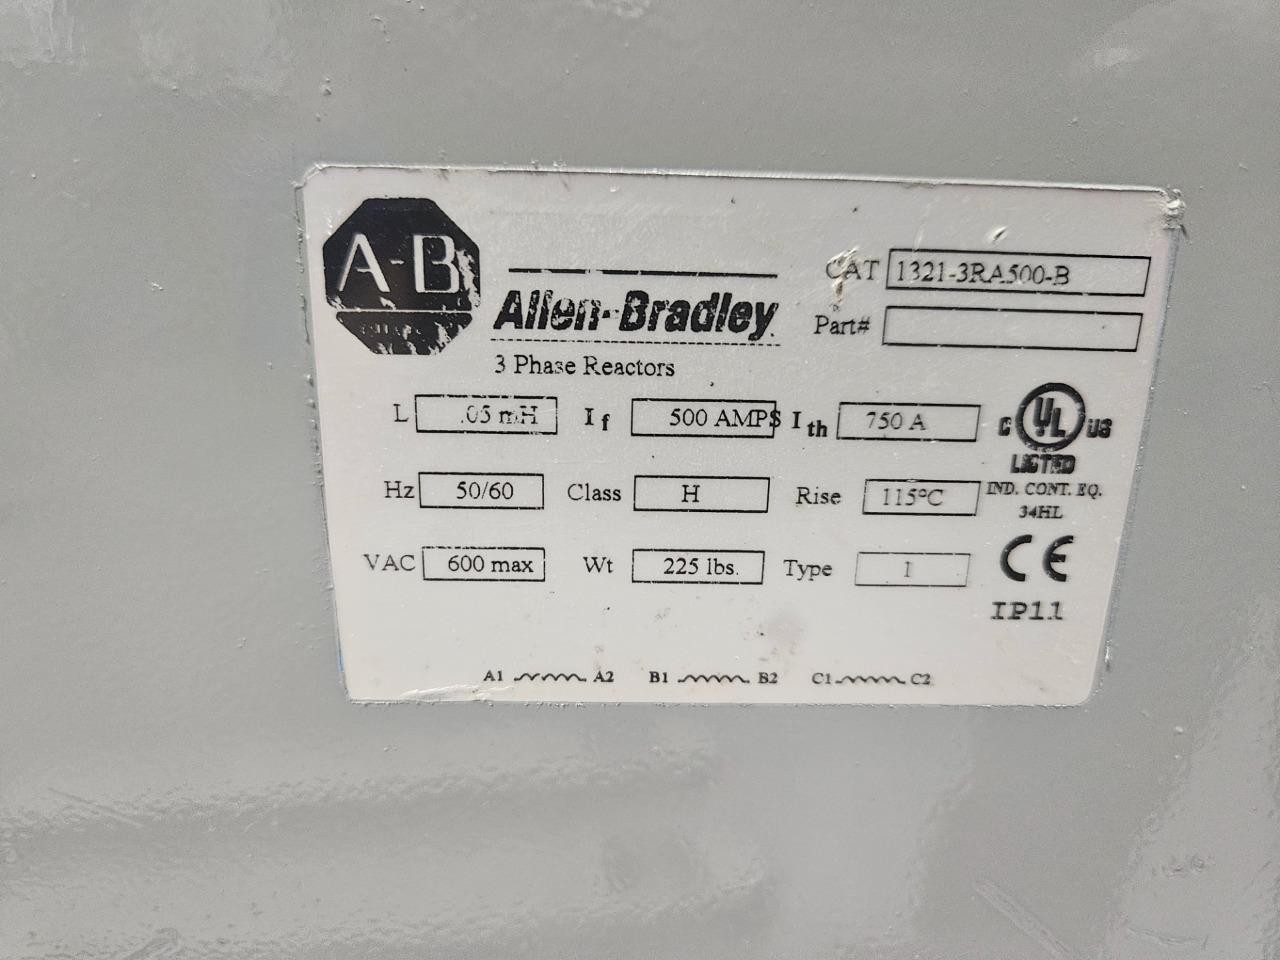 A-B
CAT 1321-3RA500-B
Allen-Bradley
Part#
3 Phase Reactors
L .05 mH If 500 AMPS Ith 750 A
C UL US
LISTED
Hz 50/60 Class H Rise 115°C
IND. CONT. EQ.
34HL
VAC 600 max Wt 225 lbs. Type 1
CE
IP11
A1 A2 B1 B2 C1 C2